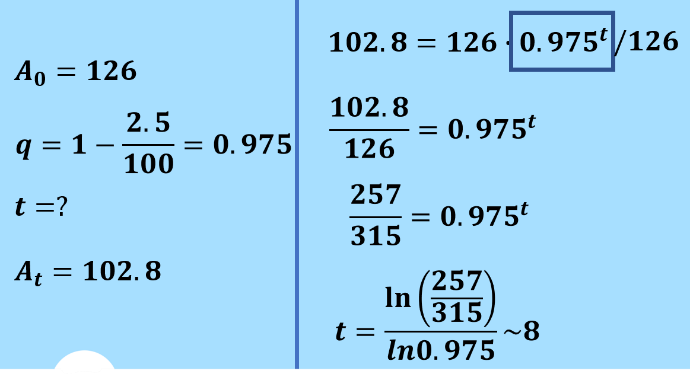 A₀ = 126
q = 1 − 2.5/100 = 0.975
t =?
Aₜ = 102.8
102.8 = 126 · 0.975ᵗ /126
102.8/126 = 0.975ᵗ
257/315 = 0.975ᵗ
t = ln(257/315)/ln0.975 ~8